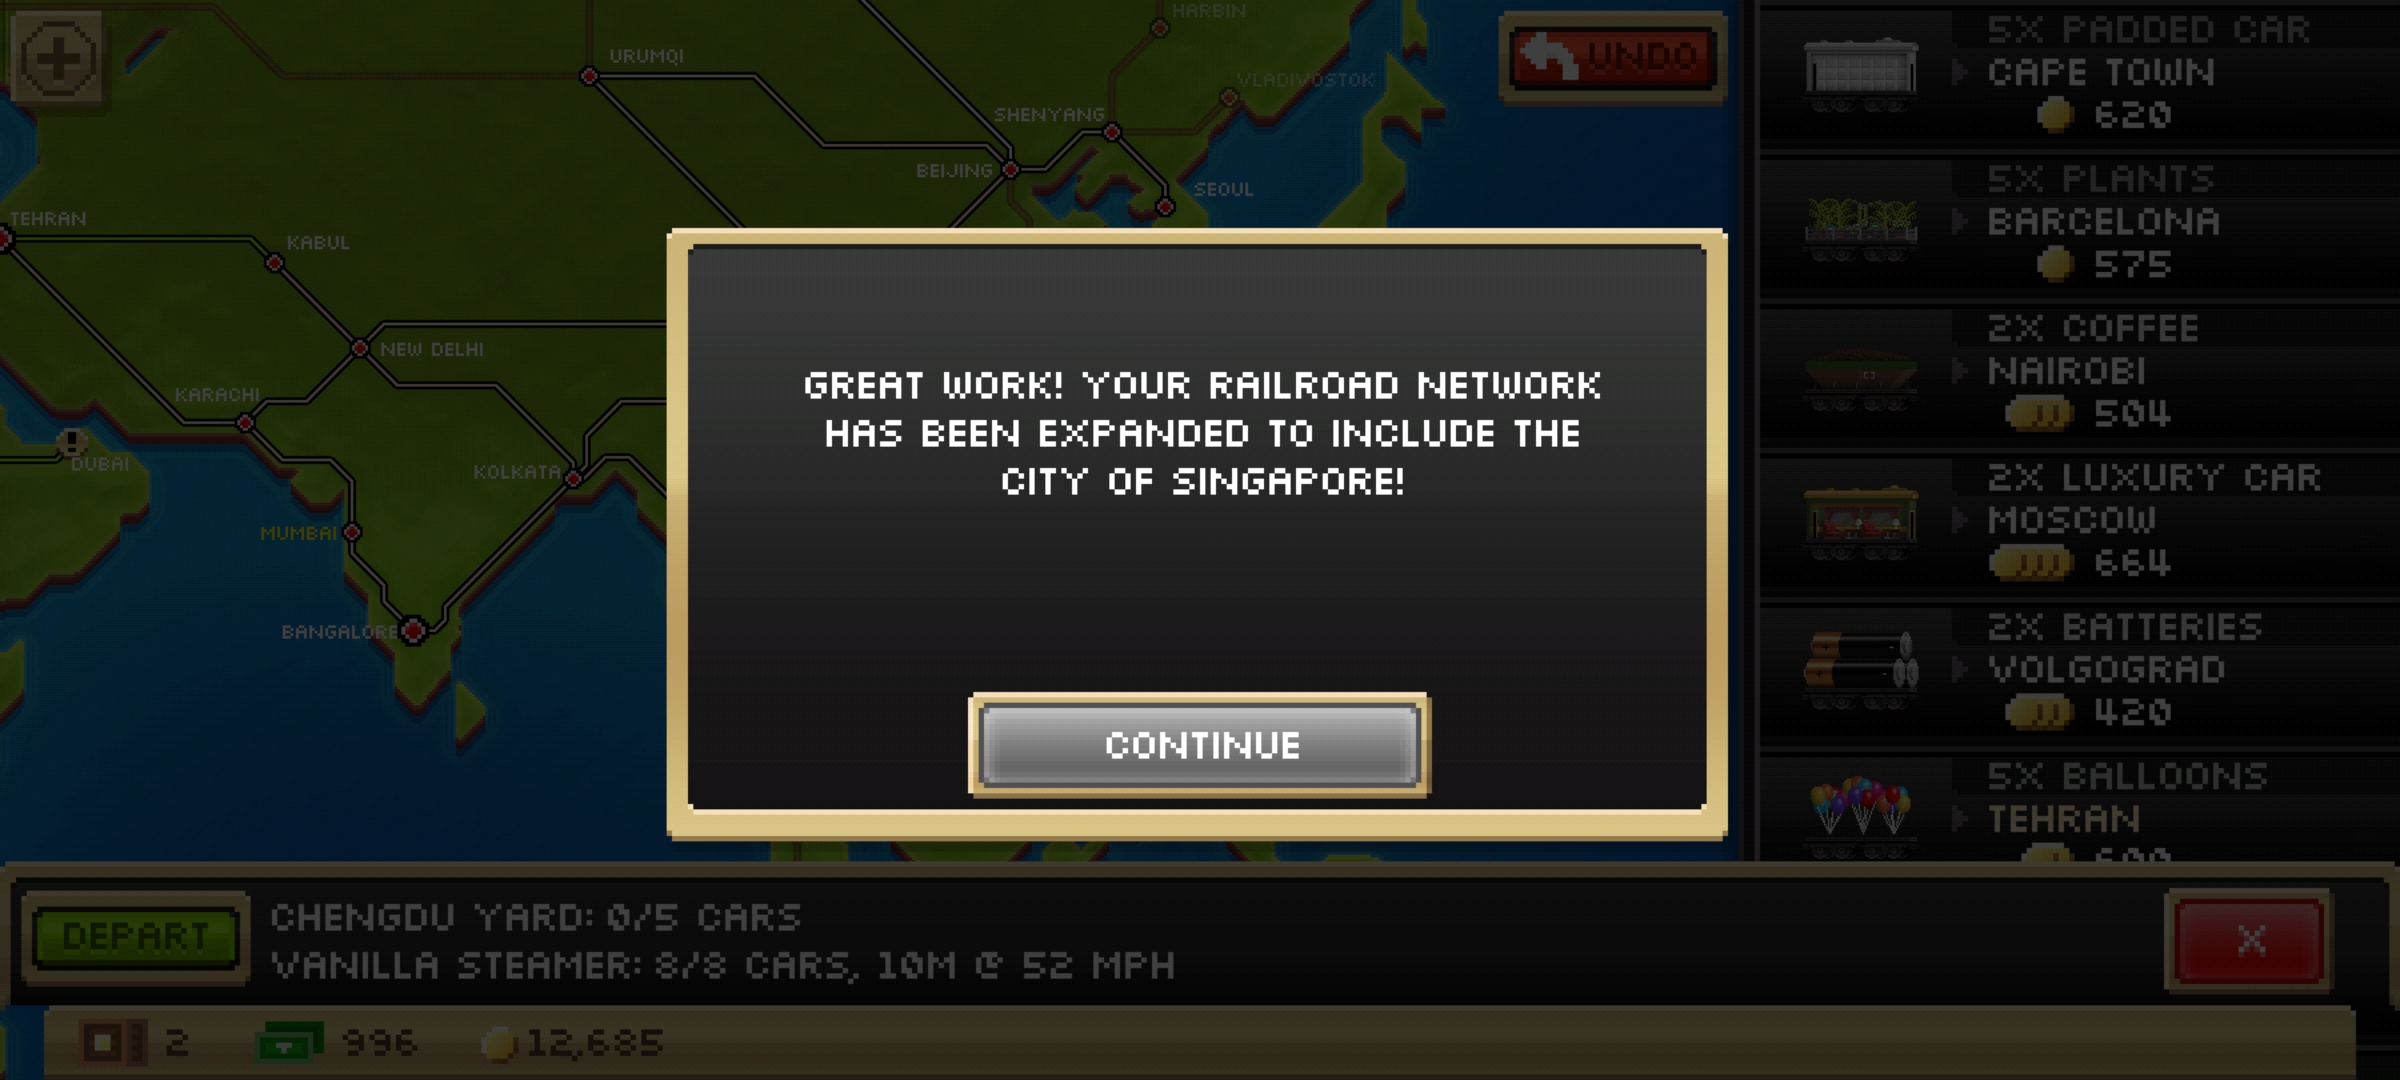 HARBIN
URUMQI
UNDO
VLADIVOSTOK
SHENYANG
BEIJING
SEOUL
TEHRAN
KABUL
NEW DELHI
KARACHI
DUBAI
KOLKATA
MUMBAI
BANGALORE
GREAT WORK! YOUR RAILROAD NETWORK
HAS BEEN EXPANDED TO INCLUDE THE
CITY OF SINGAPORE!
CONTINUE
5X PADDED CAR
CAPE TOWN
620
5X PLANTS
BARCELONA
575
2X COFFEE
NAIROBI
504
2X LUXURY CAR
MOSCOW
664
2X BATTERIES
VOLGOGRAD
420
5X BALLOONS
TEHRAN
600
DEPART
CHENGDU YARD: 0/5 CARS
VANILLA STEAMER: 8/8 CARS, 10M @ 52 MPH
X
2
996
12,685